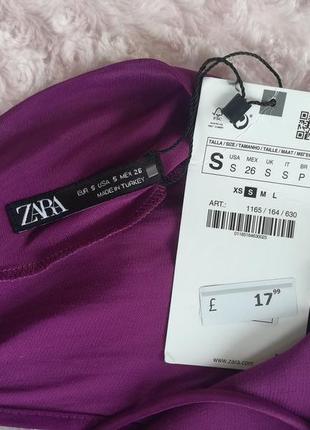 ZARA
EUR S USA S MEX 26
MADE IN TURKEY
FSC
TALLA / SIZE / TAMANHO / TAILLE / MAAT /
S
USA MEX UK IT BR
S 26 S S P
XS S M L
ART.: 1165 / 164 / 630
£ 17.99
www.zara.com